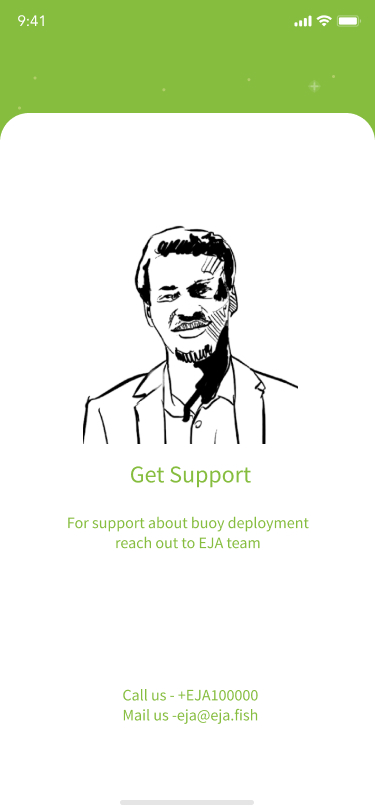 9:41
Get Support
For support about buoy deployment
reach out to EJA team
Call us - +EJA100000
Mail us -eja@eja.fish